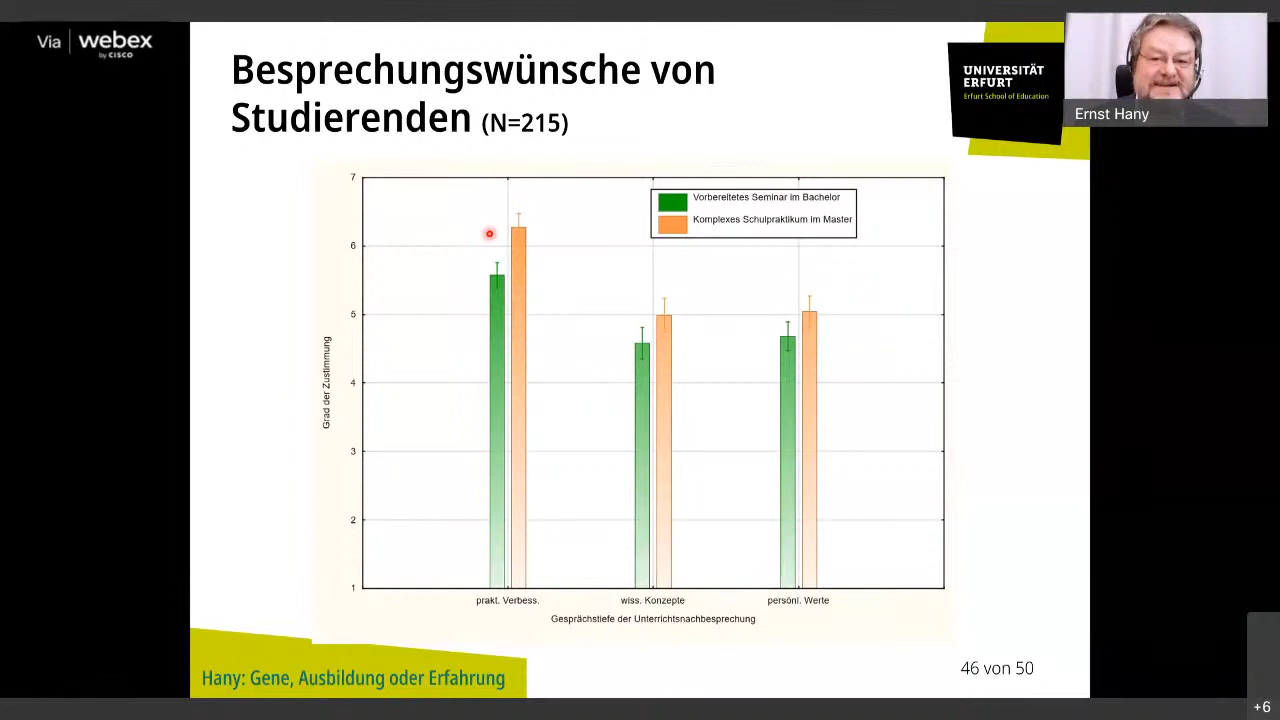 Via webex
by CISCO
Besprechungswünsche von
Studierenden (N=215)
UNIVERSITÄT
ERFURT
Erfurt School of Education
Ernst Hany
Vorbereitetes Seminar im Bachelor
Komplexes Schulpraktikum im Master
Grad der Zustimmung
7
6
5
4
3
2
1
prakt. Verbess. wiss. Konzepte persönl. Werte
Gesprächstiefe der Unterrichtsnachbesprechung
Hany: Gene, Ausbildung oder Erfahrung
46 von 50
+6